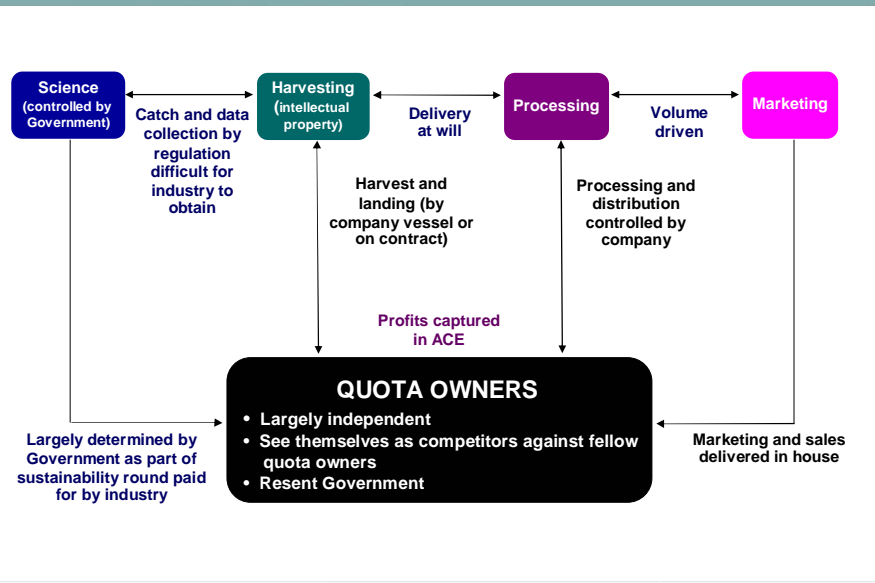 Science
(controlled by
Government)
Catch and data
collection by
regulation
difficult for
industry to
obtain
Harvesting
(intellectual
property)
Delivery
at will
Processing
Volume
driven
Marketing
Harvest and
landing (by
company vessel or
on contract)
Processing and
distribution
controlled by
company
Profits captured
in ACE
QUOTA OWNERS
• Largely independent
• See themselves as competitors against fellow
quota owners
• Resent Government
Largely determined by
Government as part of
sustainability round paid
for by industry
Marketing and sales
delivered in house